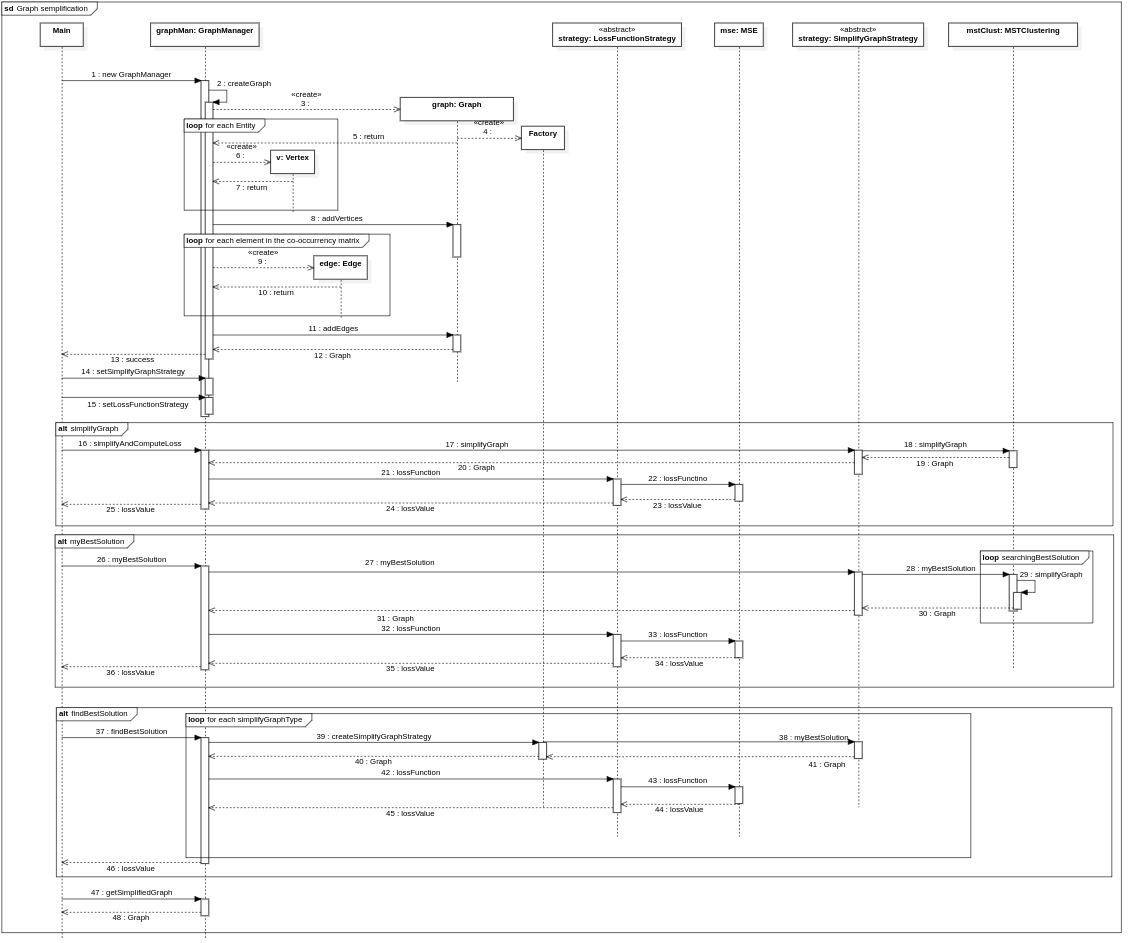 sd Graph semplification
Main
graphMan: GraphManager
«abstract»
strategy: LossFunctionStrategy
mse: MSE
«abstract»
strategy: SimplifyGraphStrategy
mstClust: MSTClustering
1 : new GraphManager
2 : createGraph
«create»
3 :
graph: Graph
«create»
4 :
Factory
loop for each Entity
5 : return
«create»
6 :
v: Vertex
7 : return
8 : addVertices
loop for each element in the co-occurrency matrix
«create»
9 :
edge: Edge
10 : return
11 : addEdges
12 : Graph
13 : success
14 : setSimplifyGraphStrategy
15 : setLossFunctionStrategy
alt simplifyGraph
16 : simplifyAndComputeLoss
17 : simplifyGraph
18 : simplifyGraph
19 : Graph
20 : Graph
21 : lossFunction
22 : lossFunctino
23 : lossValue
24 : lossValue
25 : lossValue
alt myBestSolution
26 : myBestSolution
27 : myBestSolution
loop searchingBestSolution
28 : myBestSolution
29 : simplifyGraph
30 : Graph
31 : Graph
32 : lossFunction
33 : lossFunction
34 : lossValue
35 : lossValue
36 : lossValue
alt findBestSolution
loop for each simplifyGraphType
37 : findBestSolution
39 : createSimplifyGraphStrategy
38 : myBestSolution
40 : Graph
41 : Graph
42 : lossFunction
43 : lossFunction
44 : lossValue
45 : lossValue
46 : lossValue
47 : getSimplifiedGraph
48 : Graph